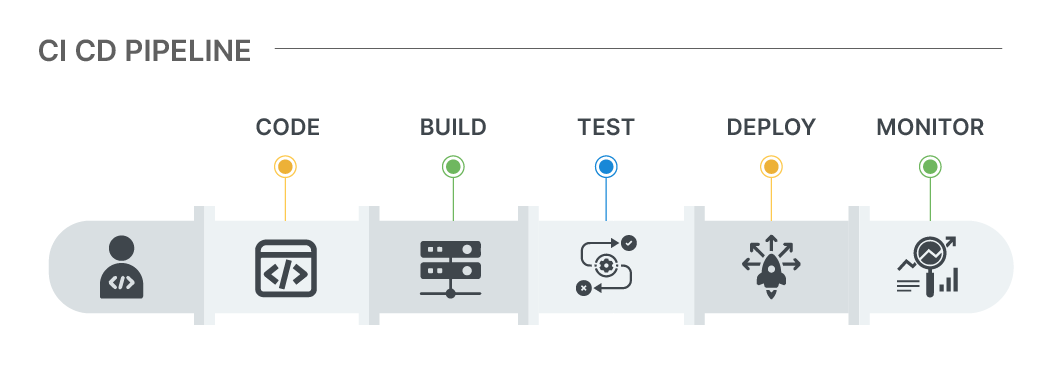 CI CD PIPELINE
CODE
BUILD
TEST
DEPLOY
MONITOR